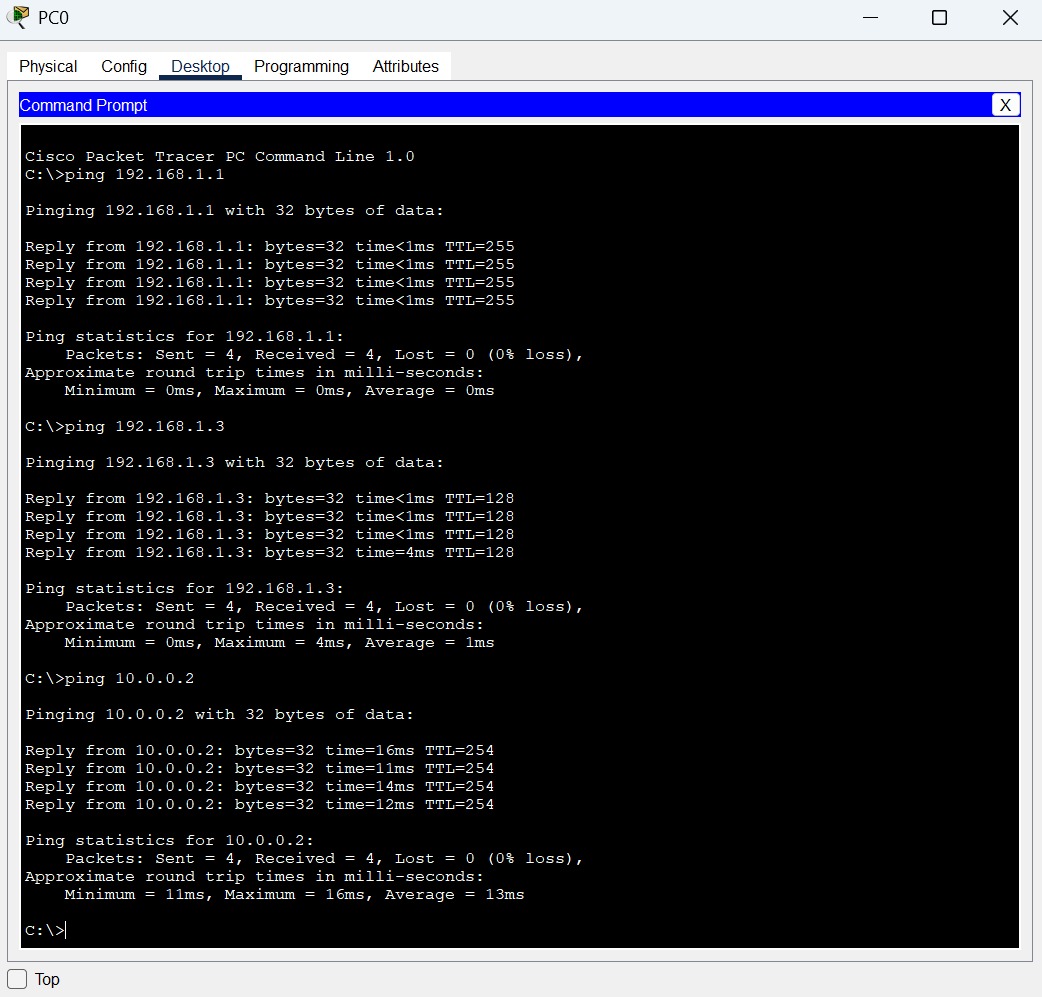 PC0
Physical Config Desktop Programming Attributes
Command Prompt
X
Cisco Packet Tracer PC Command Line 1.0
C:\>ping 192.168.1.1
Pinging 192.168.1.1 with 32 bytes of data:
Reply from 192.168.1.1: bytes=32 time<1ms TTL=255
Reply from 192.168.1.1: bytes=32 time<1ms TTL=255
Reply from 192.168.1.1: bytes=32 time<1ms TTL=255
Reply from 192.168.1.1: bytes=32 time<1ms TTL=255
Ping statistics for 192.168.1.1:
Packets: Sent = 4, Received = 4, Lost = 0 (0% loss),
Approximate round trip times in milli-seconds:
Minimum = 0ms, Maximum = 0ms, Average = 0ms
C:\>ping 192.168.1.3
Pinging 192.168.1.3 with 32 bytes of data:
Reply from 192.168.1.3: bytes=32 time<1ms TTL=128
Reply from 192.168.1.3: bytes=32 time<1ms TTL=128
Reply from 192.168.1.3: bytes=32 time<1ms TTL=128
Reply from 192.168.1.3: bytes=32 time=4ms TTL=128
Ping statistics for 192.168.1.3:
Packets: Sent = 4, Received = 4, Lost = 0 (0% loss),
Approximate round trip times in milli-seconds:
Minimum = 0ms, Maximum = 4ms, Average = 1ms
C:\>ping 10.0.0.2
Pinging 10.0.0.2 with 32 bytes of data:
Reply from 10.0.0.2: bytes=32 time=16ms TTL=254
Reply from 10.0.0.2: bytes=32 time=11ms TTL=254
Reply from 10.0.0.2: bytes=32 time=14ms TTL=254
Reply from 10.0.0.2: bytes=32 time=12ms TTL=254
Ping statistics for 10.0.0.2:
Packets: Sent = 4, Received = 4, Lost = 0 (0% loss),
Approximate round trip times in milli-seconds:
Minimum = 11ms, Maximum = 16ms, Average = 13ms
C:\>
Top